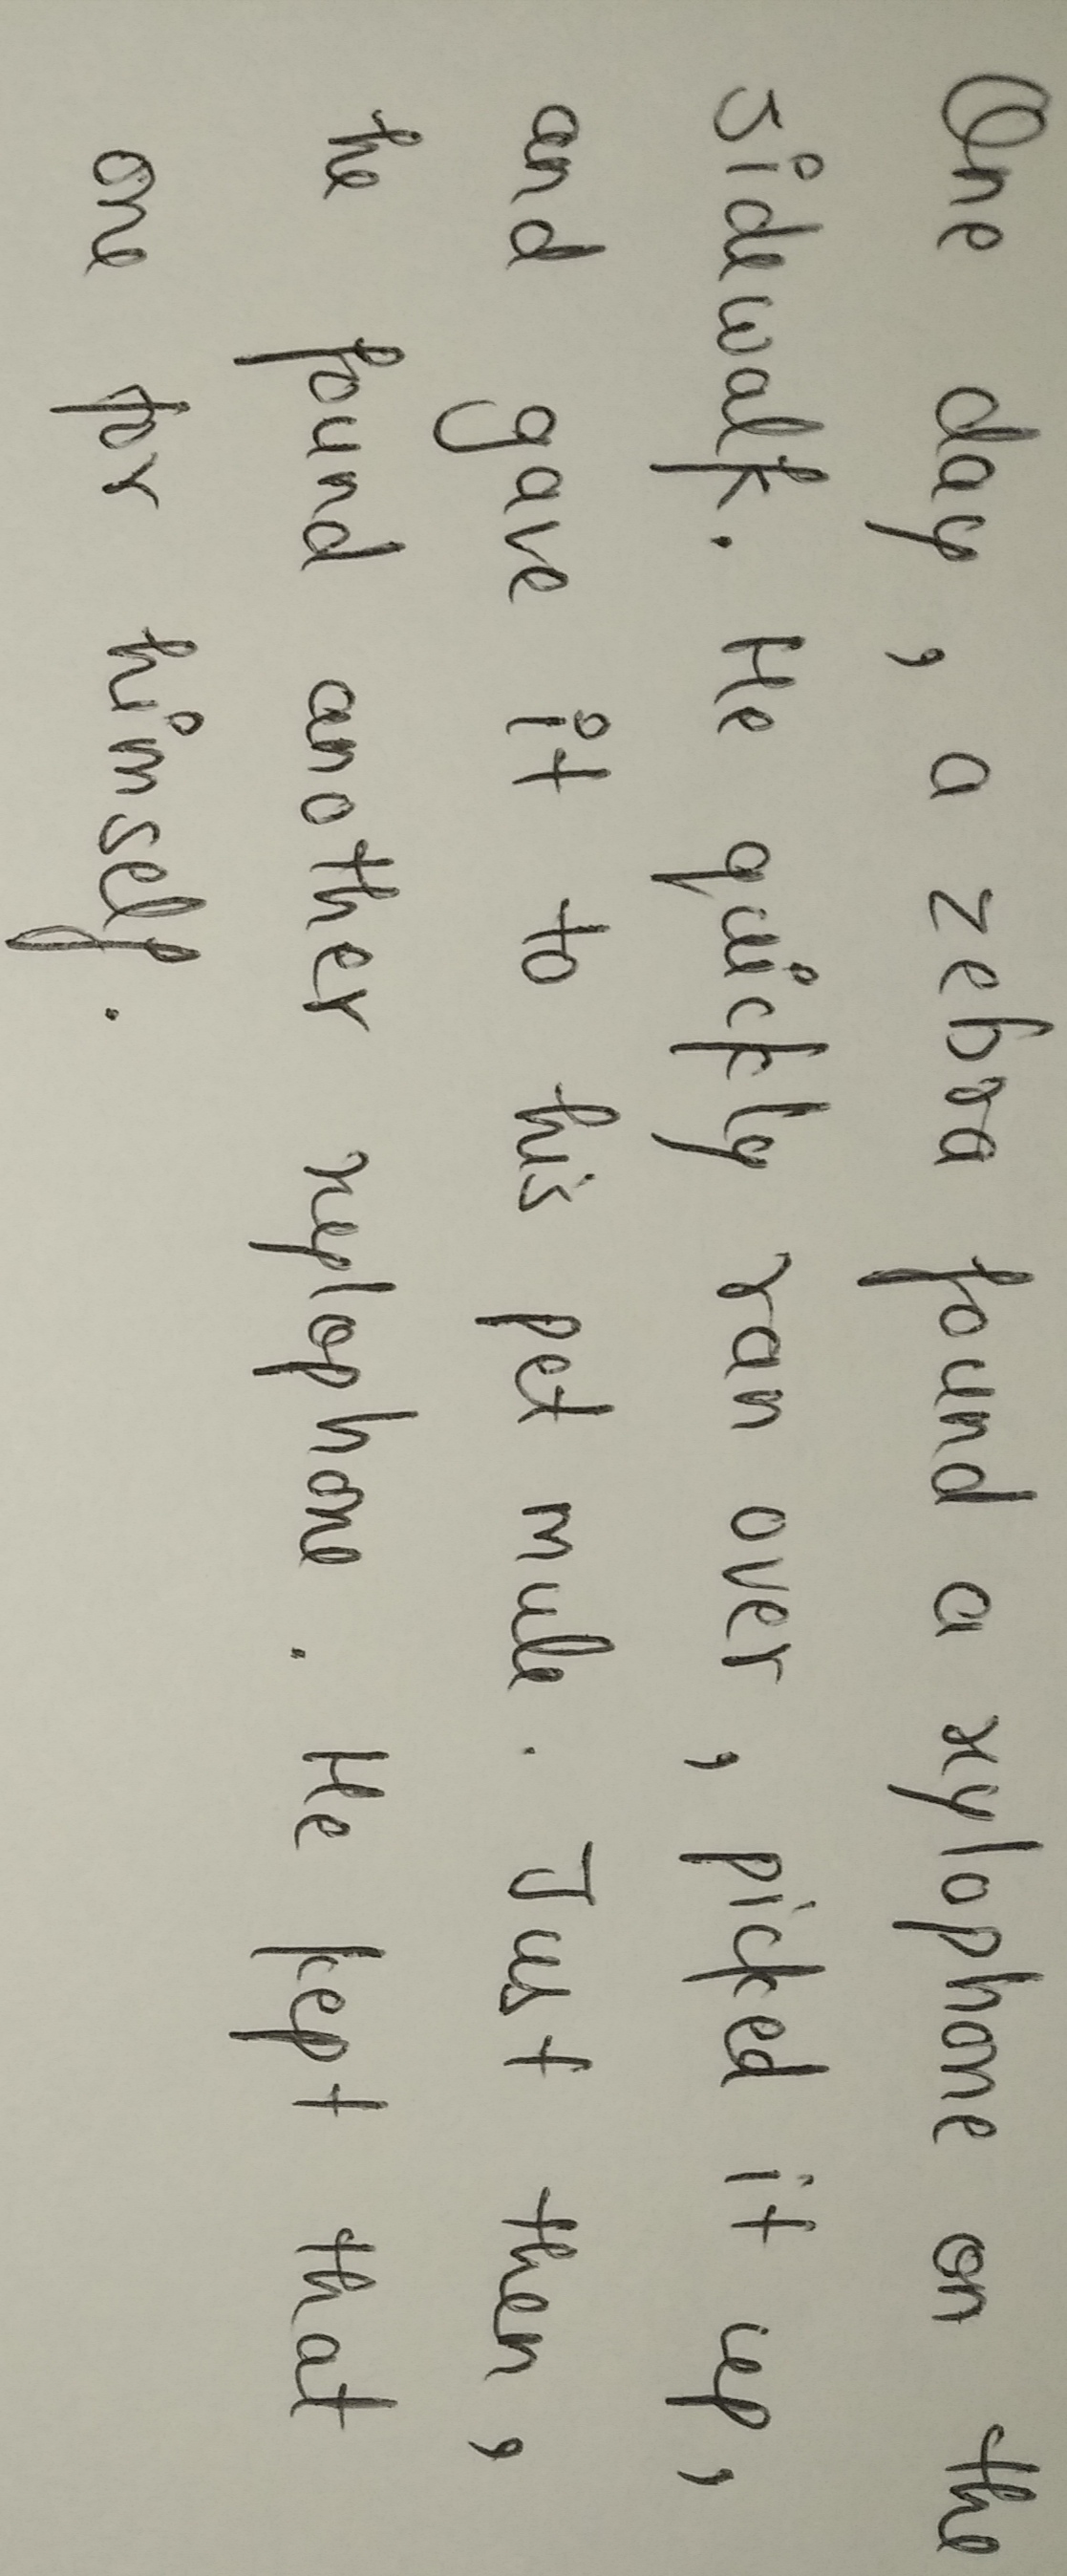 One day, a zebra found a xylophone on the
sidewalk. He quickly ran over, picked it up,
and gave it to his pet mule. Just then,
he found another xylophone. He kept that
one for himself.